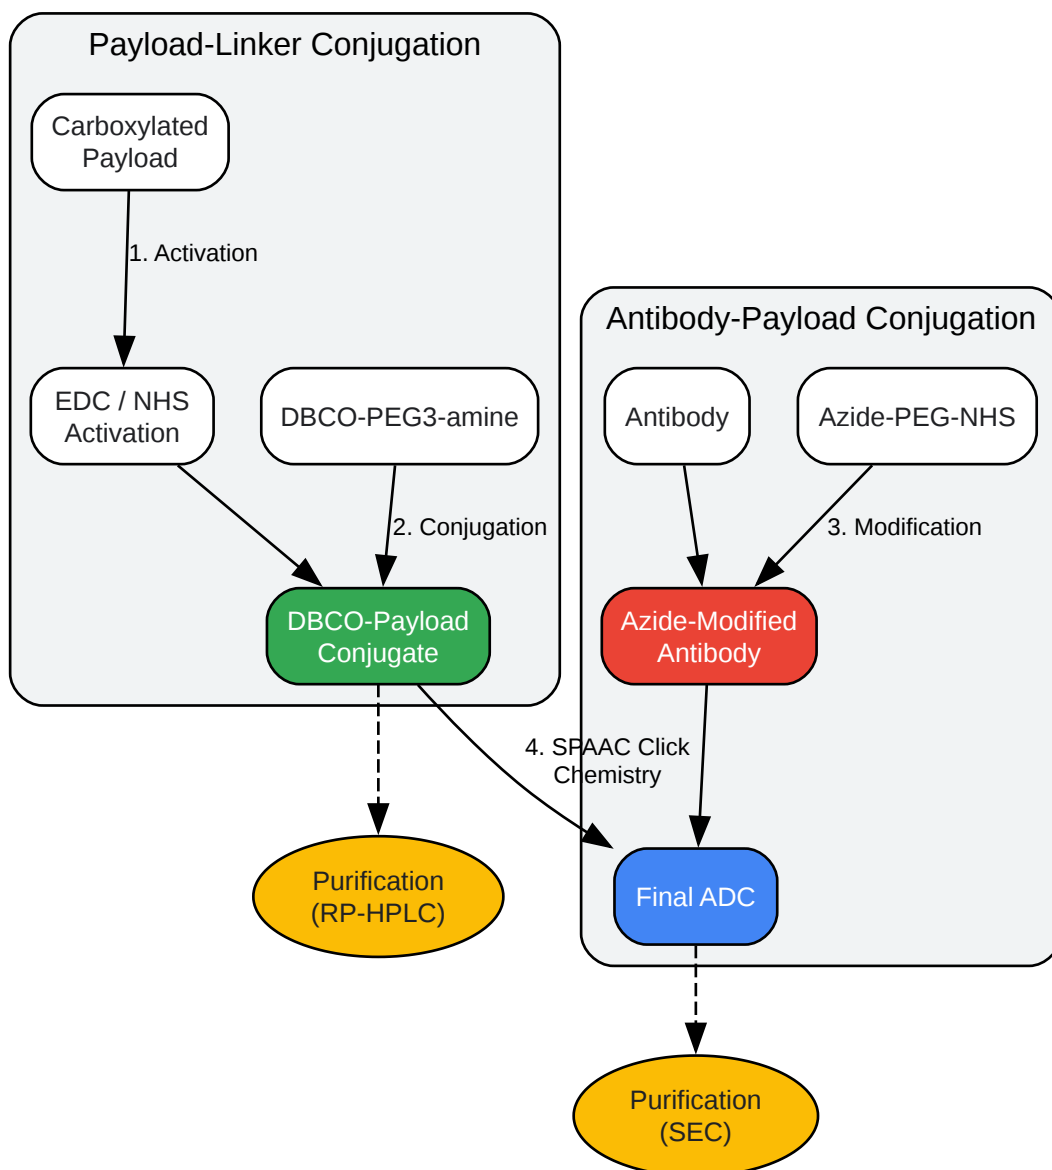 Payload-Linker Conjugation
Carboxylated
Payload
1. Activation
Antibody-Payload Conjugation
EDC / NHS
Activation
DBCO-PEG3-amine
Antibody
Azide-PEG-NHS
2. Conjugation
3. Modification
DBCO-Payload
Conjugate
Azide-Modified
Antibody
4. SPAAC Click
Chemistry
Purification
(RP-HPLC)
Final ADC
Purification
(SEC)